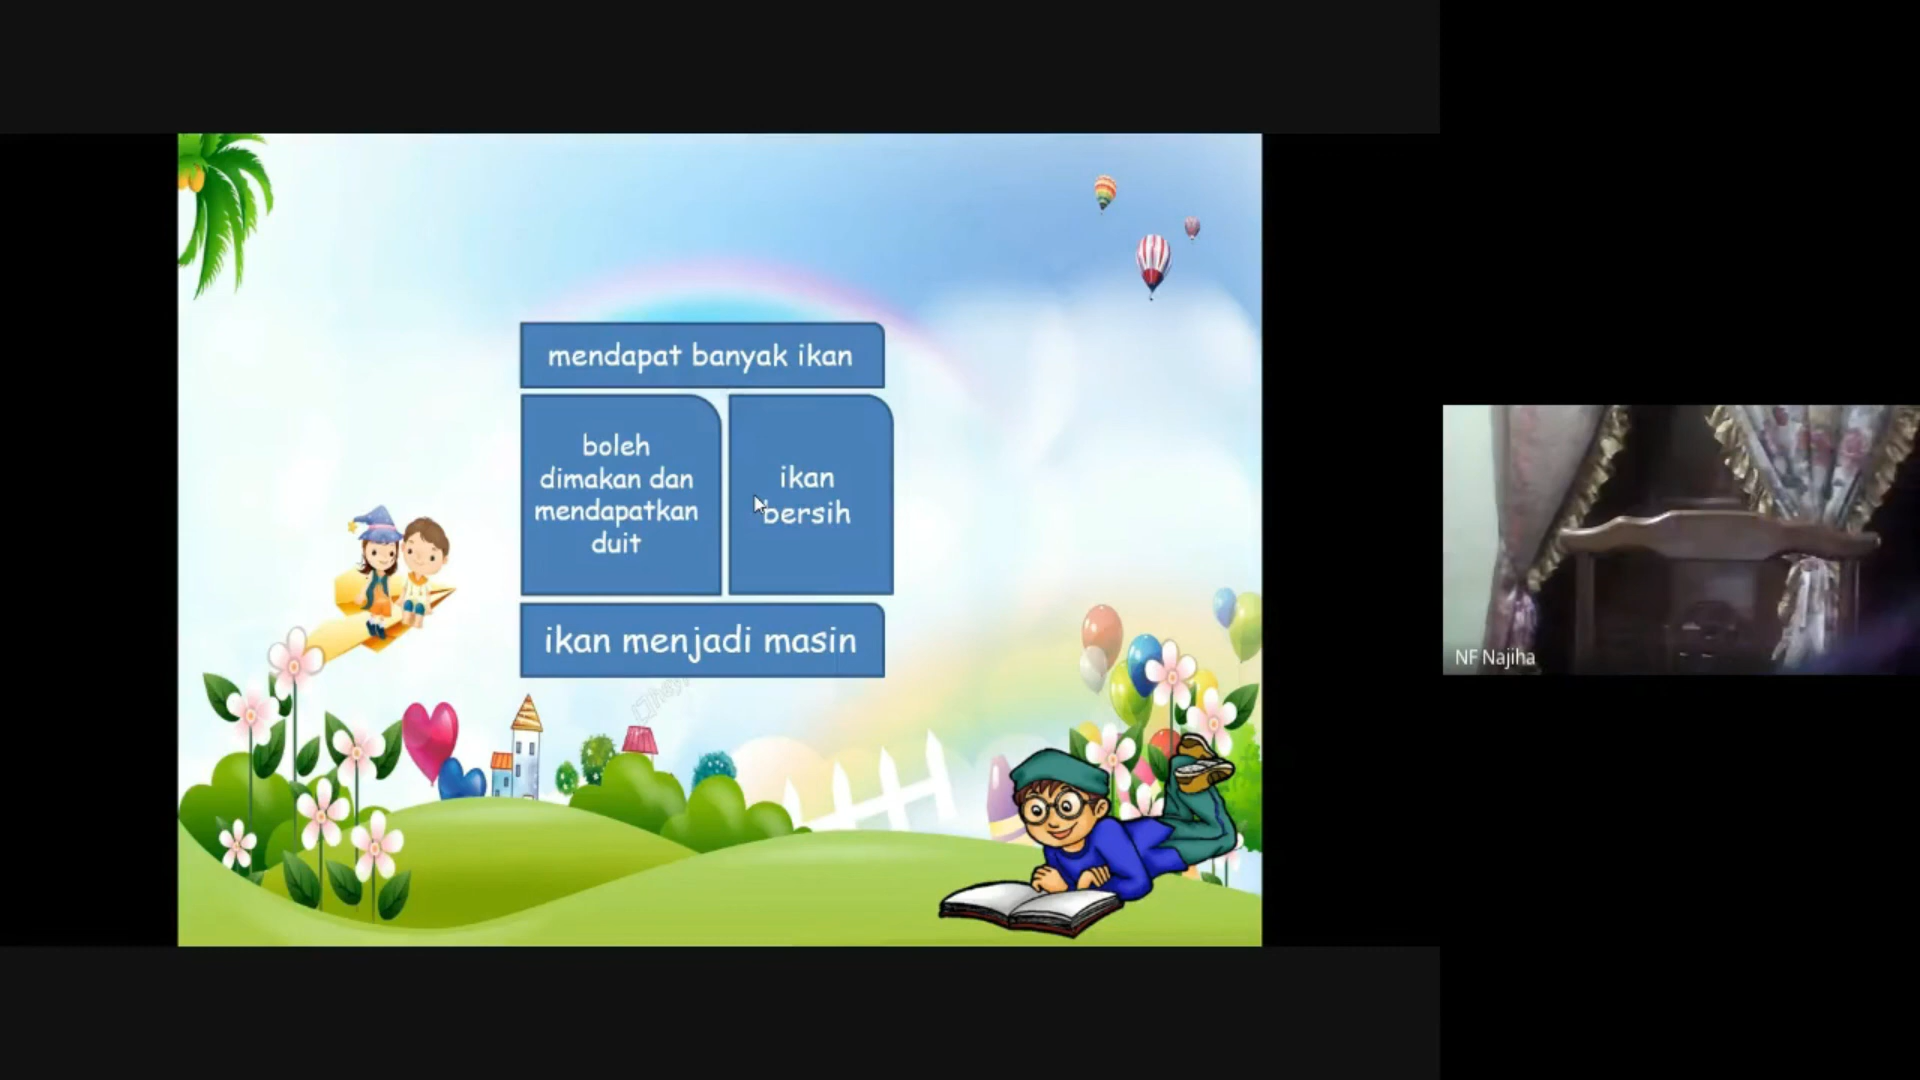 mendapat banyak ikan
boleh
dimakan dan
mendapatkan
duit
ikan
bersih
ikan menjadi masin
NF Najiha